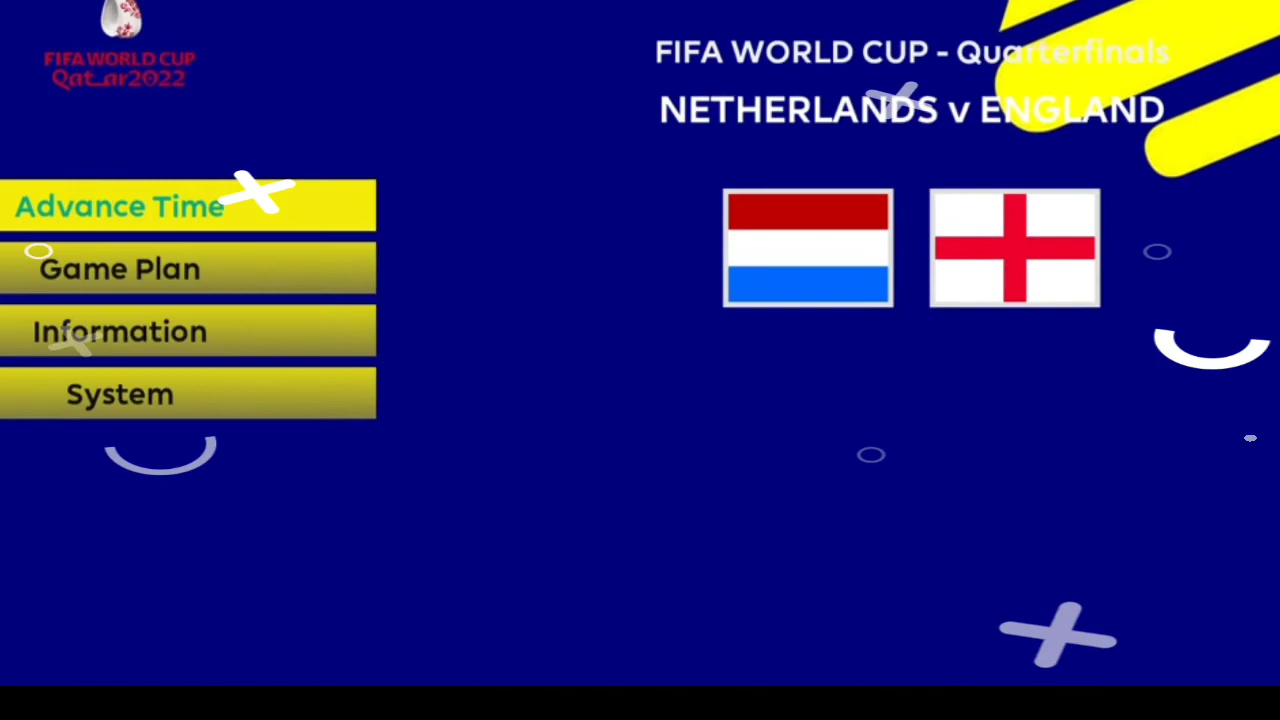 FIFA WORLD CUP
Qatar2022
FIFA WORLD CUP - Quarterfinals
NETHERLANDS v ENGLAND
Advance Time
Game Plan
Information
System